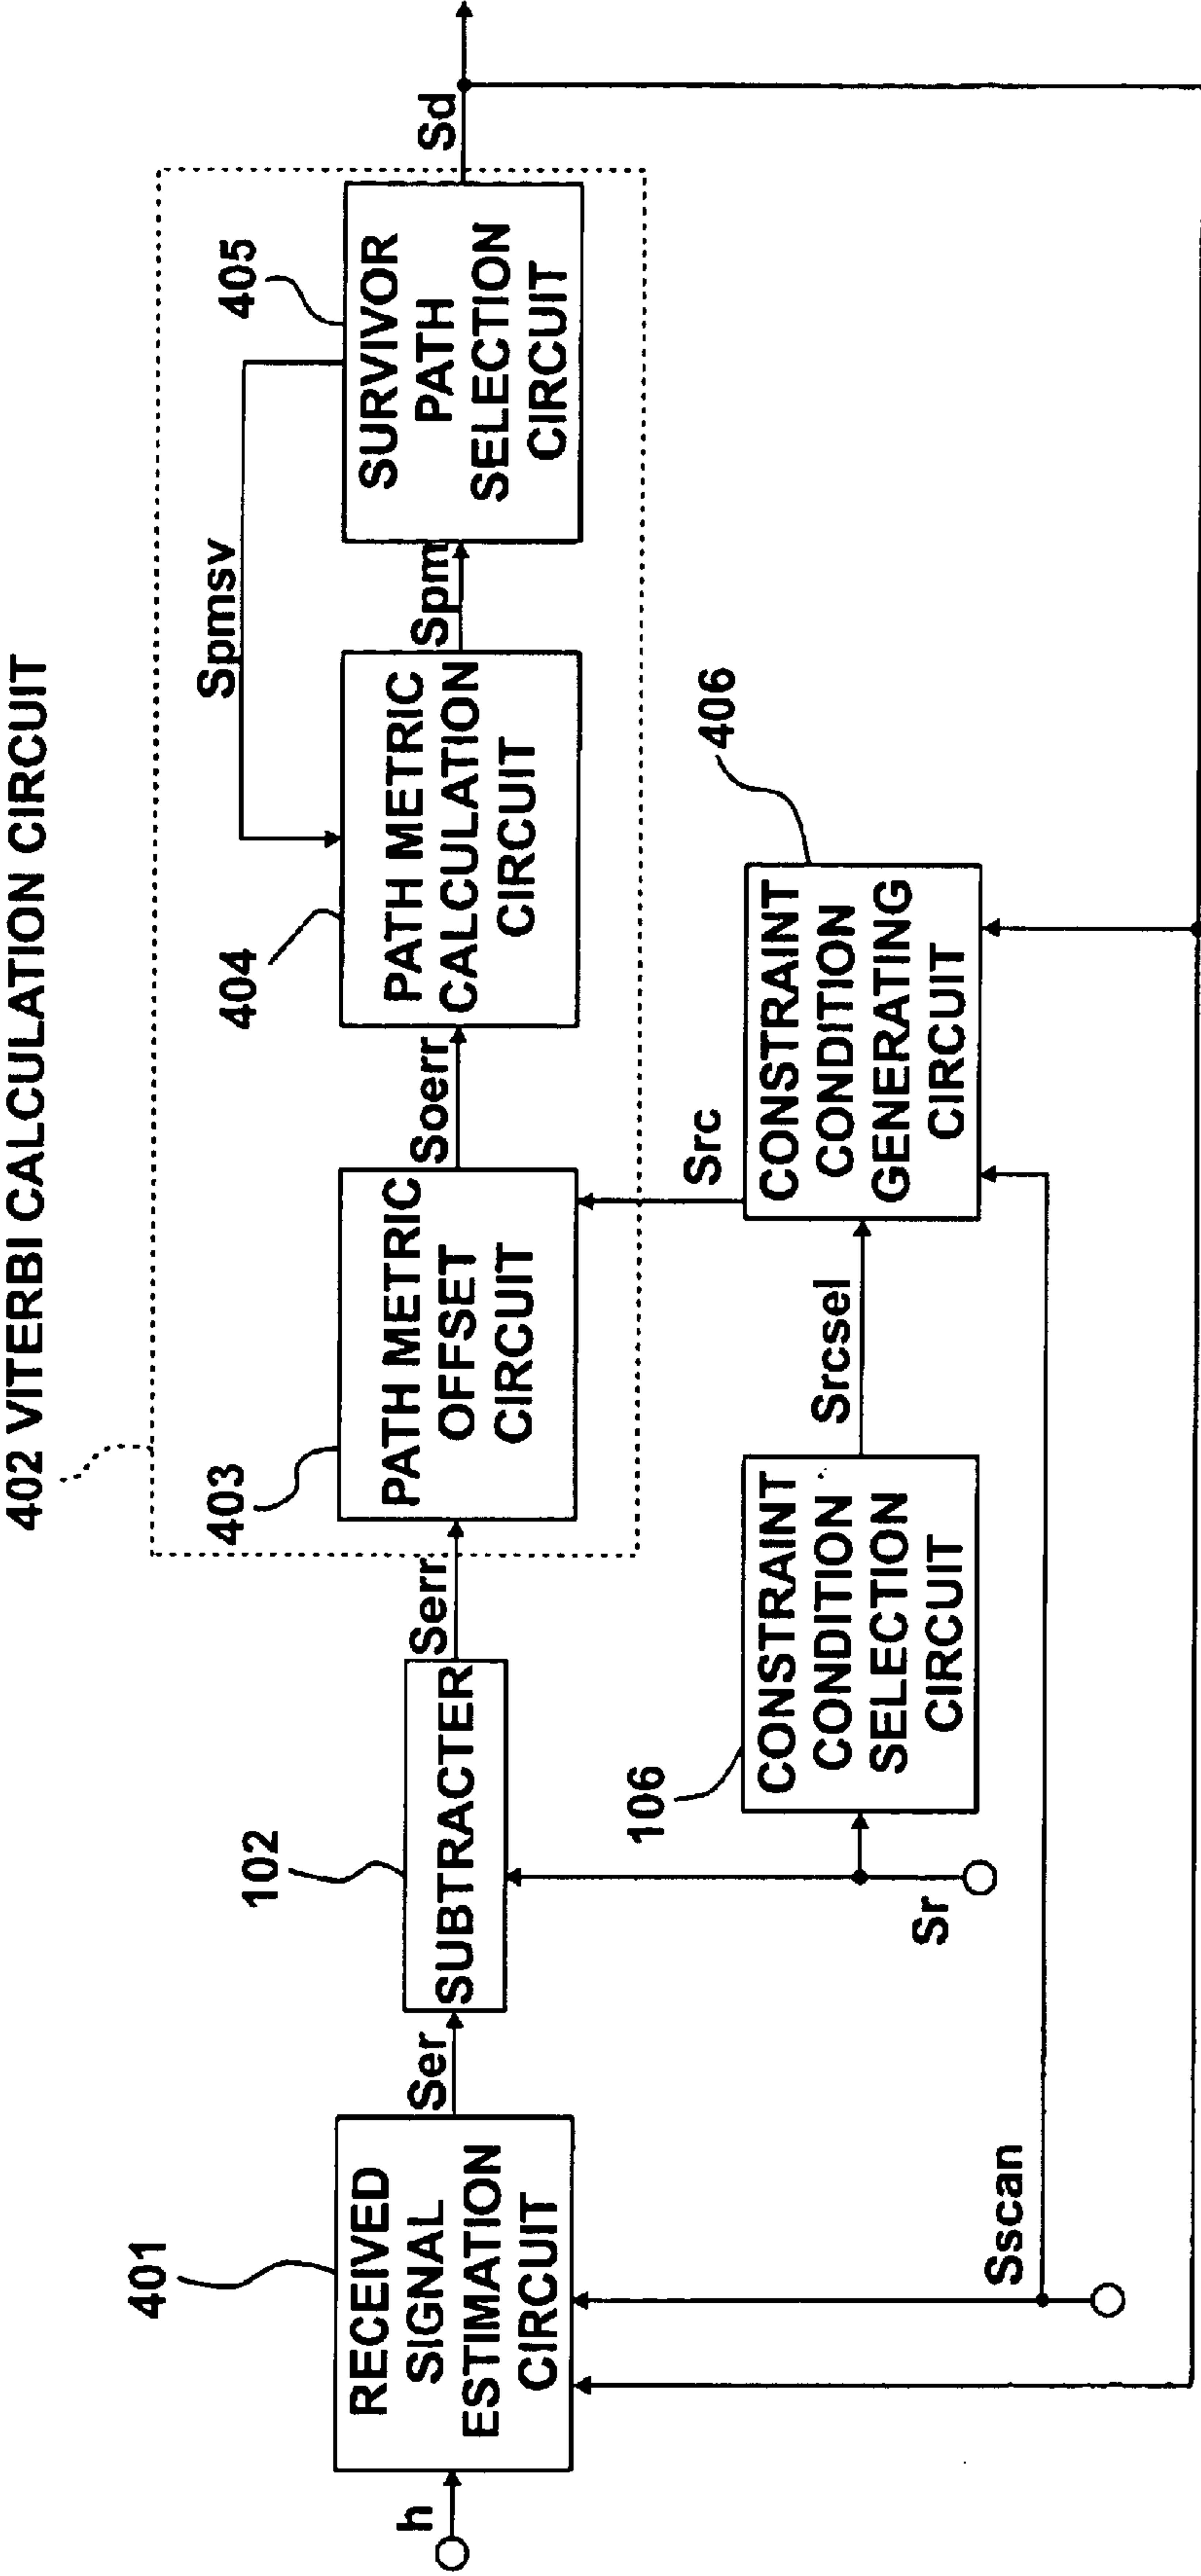 402 VITERBI CALCULATION CIRCUIT
Spmsv
403
404
405
401
102
h
RECEIVED
SIGNAL
ESTIMATION
CIRCUIT
Ser
SUBTRACTER
Serr
PATH METRIC
OFFSET
CIRCUIT
Soerr
PATH METRIC
CALCULATION
CIRCUIT
Spm
SURVIVOR
PATH
SELECTION
CIRCUIT
Sd
106
Src
406
CONSTRAINT
CONDITION
SELECTION
CIRCUIT
Srcsel
CONSTRAINT
CONDITION
GENERATING
CIRCUIT
Sr
Sscan